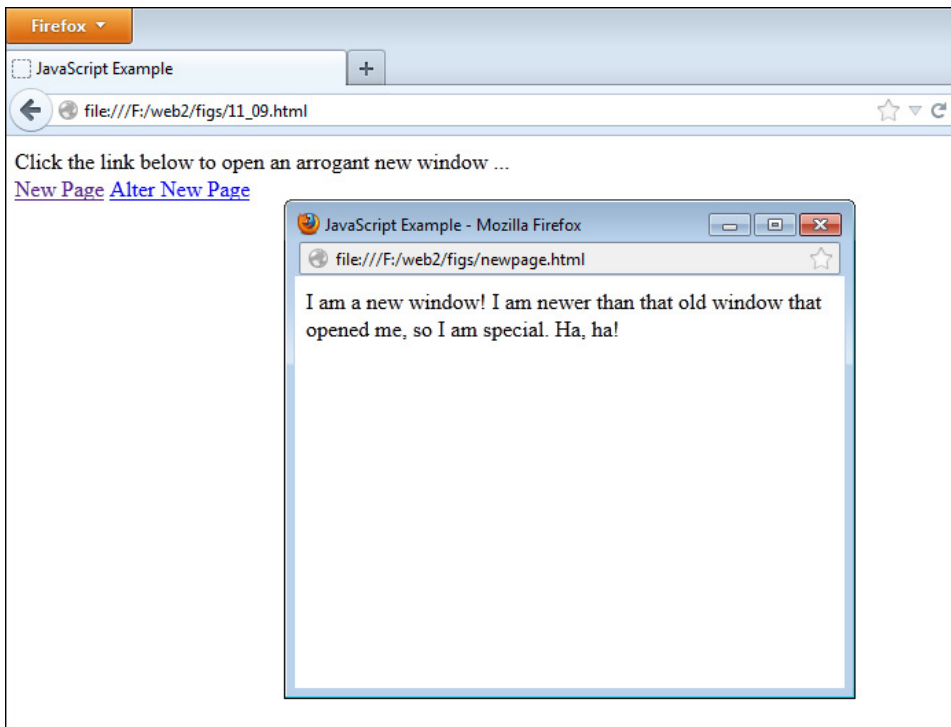 Firefox
JavaScript Example
file:///F:/web2/figs/11_09.html
Click the link below to open an arrogant new window ...
New Page Alter New Page
JavaScript Example - Mozilla Firefox
file:///F:/web2/figs/newpage.html
I am a new window! I am newer than that old window that
opened me, so I am special. Ha, ha!